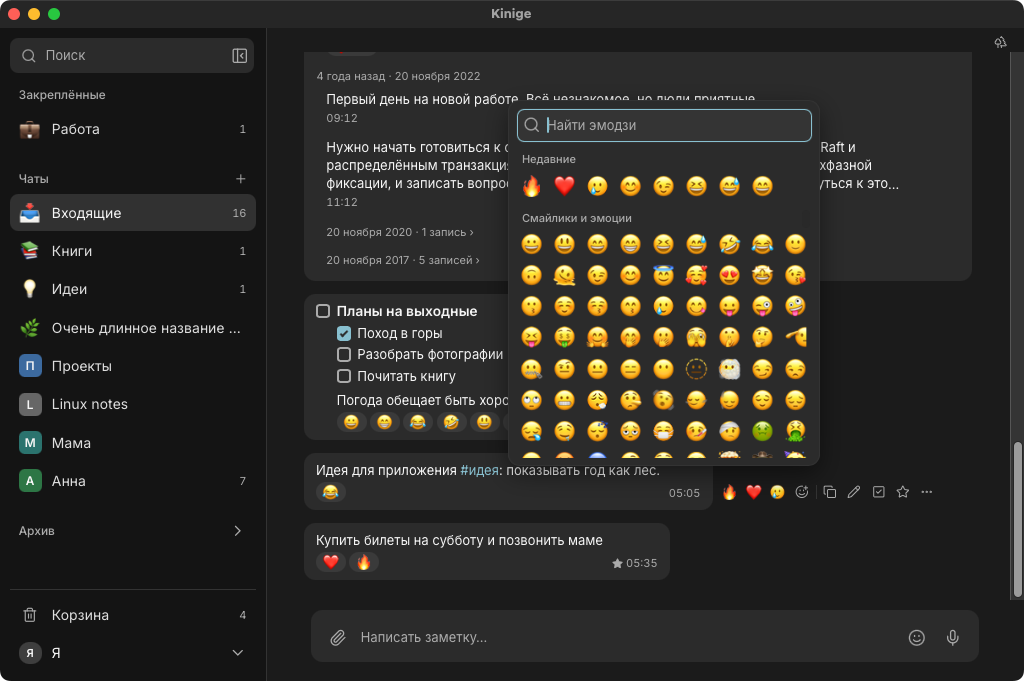 Kinige
Поиск
Закреплённые
Работа 1
Чаты
Входящие 16
Книги 1
Идеи 1
Очень длинное название ...
П Проекты
L Linux notes
М Мама
А Анна 7
Архив
Корзина 4
Я Я
4 года назад · 20 ноября 2022
Первый день на новой работе. Всё незнакомое, но люди приятные.
09:12
Нужно начать готовиться к
Raft и
распределённым
хфазной
фиксации, и записать
уться к это...
11:12
20 ноября 2020 · 1 запись ›
20 ноября 2017 · 5 записей ›
Найти эмодзи
Недавние
Смайлики и эмоции
Планы на выходные
Поход в горы
Разобрать фотографии
Почитать книгу
Погода обещает быть
Идея для приложения #идея: показывать год как лес.
05:05
Купить билеты на субботу и позвонить маме
05:35
Написать заметку...